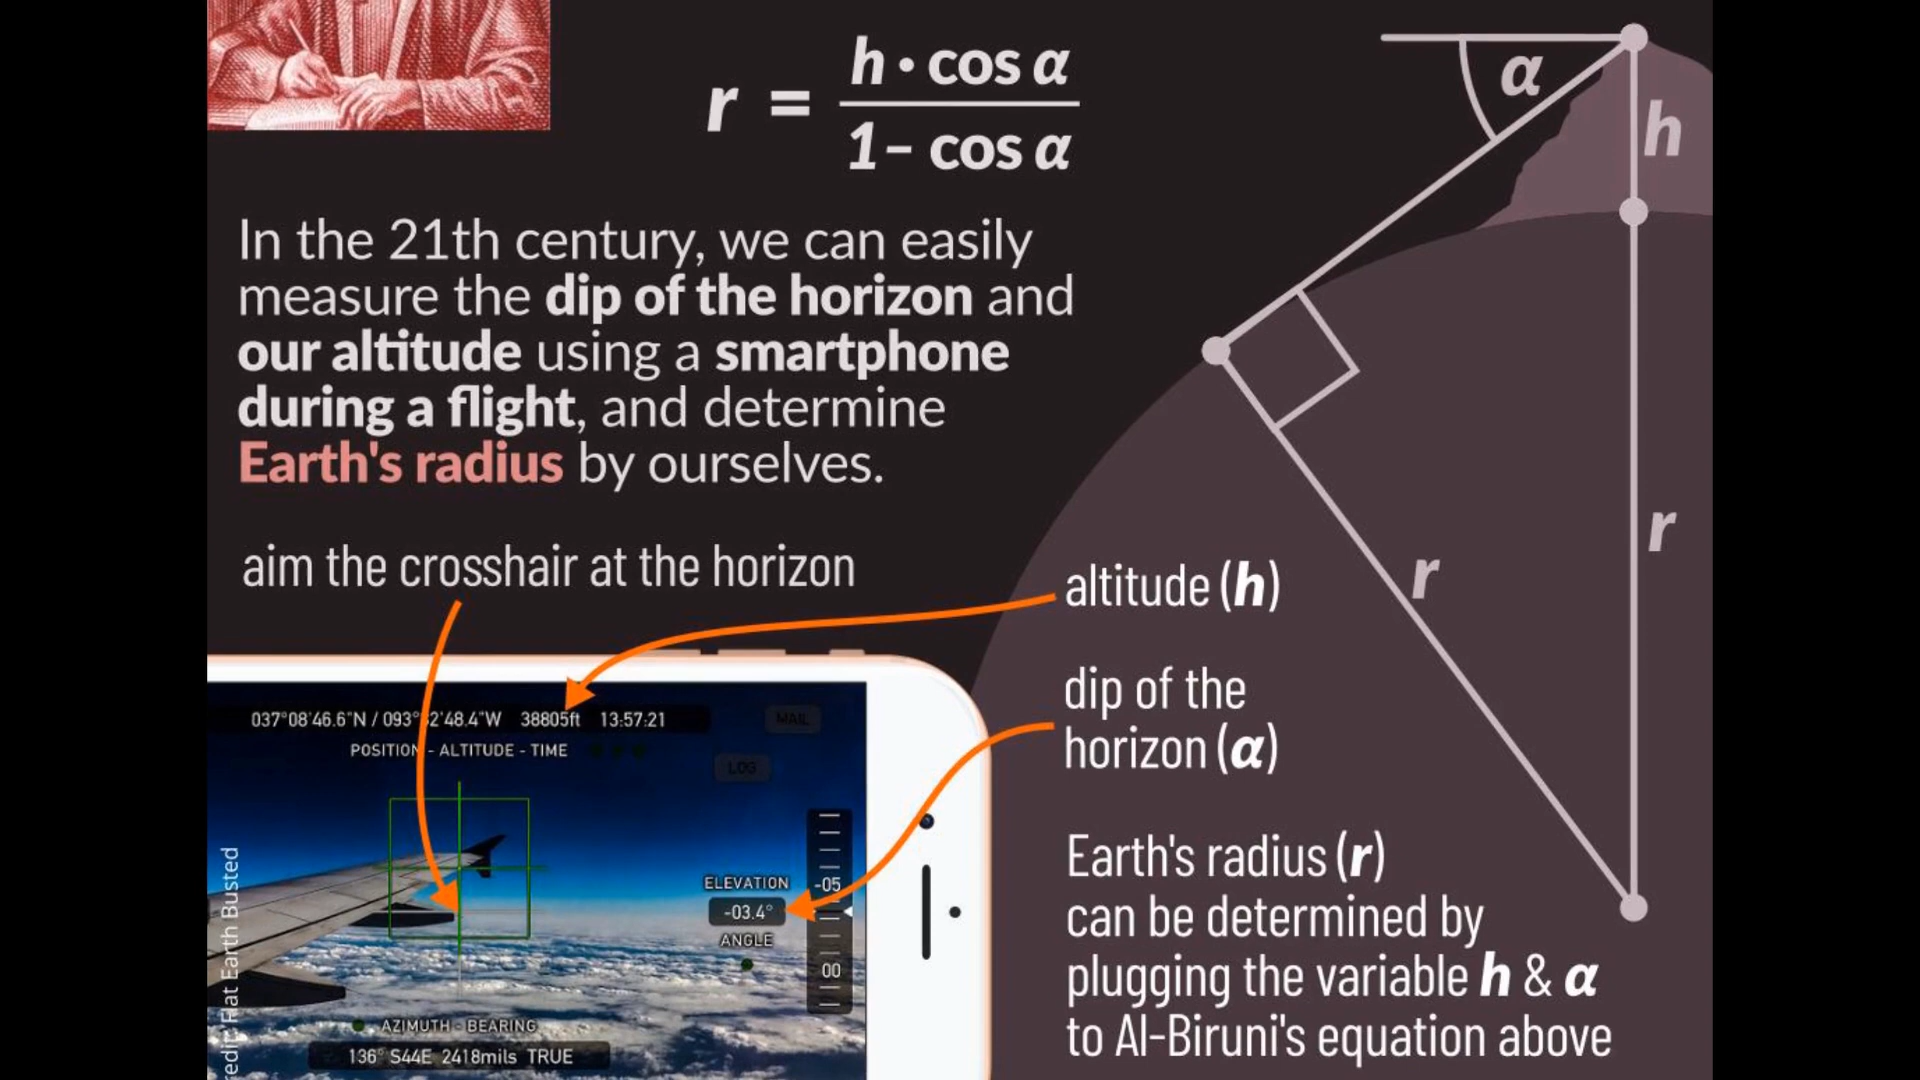 r = h · cos α / 1 – cos α
α
h
In the 21th century, we can easily
measure the dip of the horizon and
our altitude using a smartphone
during a flight, and determine
Earth's radius by ourselves.
r
r
aim the crosshair at the horizon
altitude (h)
dip of the
horizon (α)
037°08'46.6"N / 093° 2'48.4"W 38805ft 13:57:21
MAIL
POSITION - ALTITUDE - TIME
LOG
ELEVATION
-05
-03.4°
ANGLE
00
AZIMUTH - BEARING
136° S44E 2418mils TRUE
Flat Earth Busted
Earth's radius (r)
can be determined by
plugging the variable h & α
to Al-Biruni's equation above